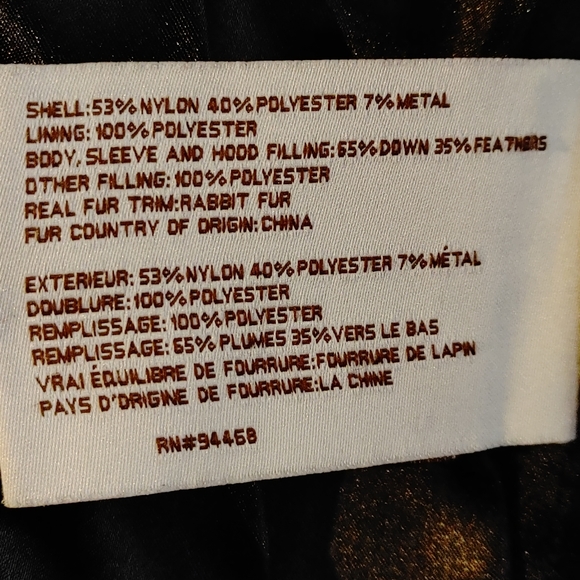 SHELL:53% NYLON 40% POLYESTER 7% METAL
LINING: 100% POLYESTER
BODY, SLEEVE AND HOOD FILLING: 65% DOWN 35% FEATHERS
OTHER FILLING: 100% POLYESTER
REAL FUR TRIM:RABBIT FUR
FUR COUNTRY OF ORIGIN: CHINA
EXTERIEUR: 53% NYLON 40% POLYESTER 7% MÉTAL
DOUBLURE: 100% POLYESTER
REMPLISSAGE: 100% POLYESTER
REMPLISSAGE: 65% PLUMES 35% VERS LE BAS
VRAI ÉQUILIBRE DE FOURRURE:FOURRURE DE LAPIN
PAYS D'ORIGINE DE FOURRURE:LA CHINE
RN#94468